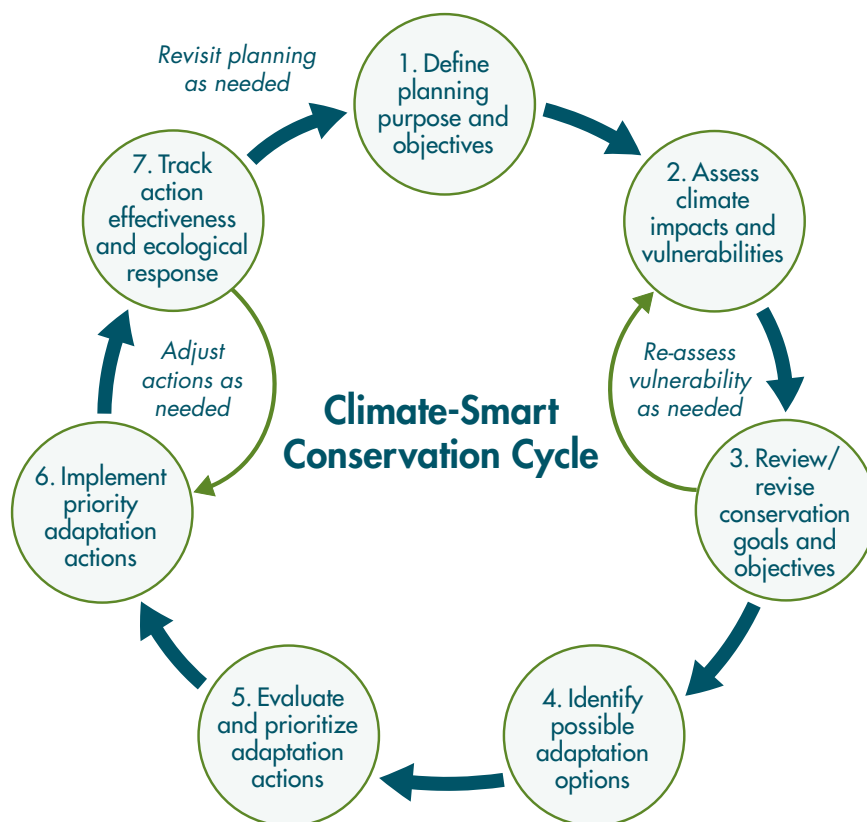 Revisit planning
as needed
1. Define
planning
purpose and
objectives
2. Assess
climate
impacts and
vulnerabilities
Re-assess
vulnerability
as needed
3. Review/
revise
conservation
goals and
objectives
4. Identify
possible
adaptation
options
5. Evaluate
and prioritize
adaptation
actions
6. Implement
priority
adaptation
actions
7. Track
action
effectiveness
and ecological
response
Adjust
actions as
needed
Climate-Smart
Conservation Cycle